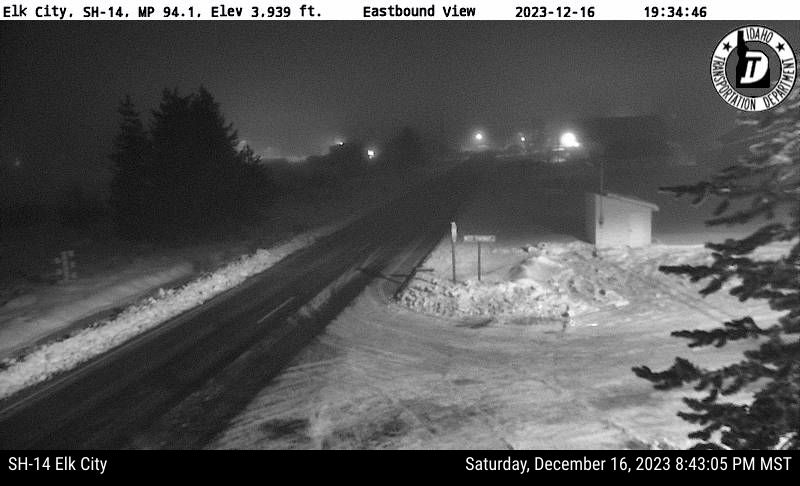 Elk City, SH-14, MP 94.1, Elev 3,939 ft. Eastbound View 2023-12-16 19:34:46
IDAHO
TRANSPORTATION DEPARTMENT
SH-14 Elk City Saturday, December 16, 2023 8:43:05 PM MST